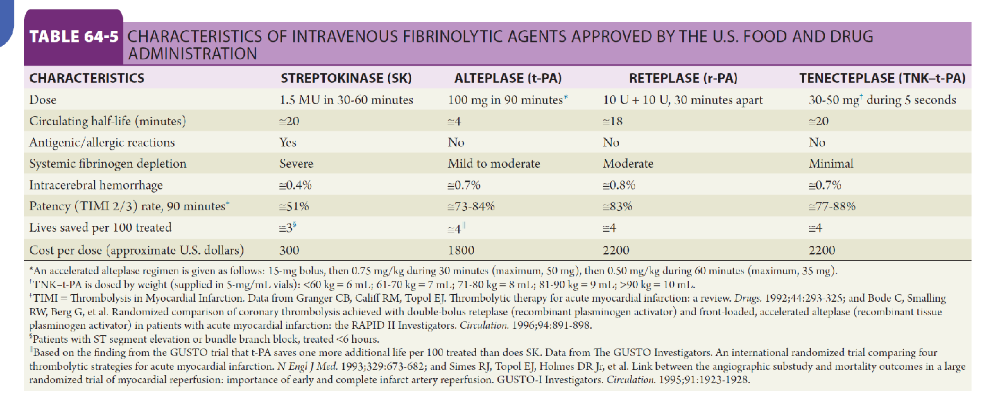 TABLE 64-5 CHARACTERISTICS OF INTRAVENOUS FIBRINOLYTIC AGENTS APPROVED BY THE U.S. FOOD AND DRUG
ADMINISTRATION
CHARACTERISTICS STREPTOKINASE (SK) ALTEPLASE (t-PA) RETEPLASE (r-PA) TENECTEPLASE (TNK–t-PA)
Dose 1.5 MU in 30-60 minutes 100 mg in 90 minutes* 10 U + 10 U, 30 minutes apart 30-50 mg† during 5 seconds
Circulating half-life (minutes) ≅20 ≅4 ≅18 ≅20
Antigenic/allergic reactions Yes No No No
Systemic fibrinogen depletion Severe Mild to moderate Moderate Minimal
Intracerebral hemorrhage ≅0.4% ≅0.7% ≅0.8% ≅0.7%
Patency (TIMI 2/3) rate, 90 minutes‡ ≅51% ≅73-84% ≅83% ≅77-88%
Lives saved per 100 treated ≅3§ ≅4‖ ≅4 ≅4
Cost per dose (approximate U.S. dollars) 300 1800 2200 2200
*An accelerated alteplase regimen is given as follows: 15-mg bolus, then 0.75 mg/kg during 30 minutes (maximum, 50 mg), then 0.50 mg/kg during 60 minutes (maximum, 35 mg).
†TNK–t-PA is dosed by weight (supplied in 5-mg/mL vials): <60 kg = 6 mL; 61-70 kg = 7 mL; 71-80 kg = 8 mL; 81-90 kg = 9 mL; >90 kg = 10 mL.
‡TIMI = Thrombolysis in Myocardial Infarction. Data from Granger CB, Califf RM, Topol EJ. Thrombolytic therapy for acute myocardial infarction: a review. Drugs. 1992;44:293-325; and Bode C, Smalling
RW, Berg G, et al. Randomized comparison of coronary thrombolysis achieved with double-bolus reteplase (recombinant plasminogen activator) and front-loaded, accelerated alteplase (recombinant tissue
plasminogen activator) in patients with acute myocardial infarction: the RAPID II Investigators. Circulation. 1996;94:891-898.
§Patients with ST segment elevation or bundle branch block, treated <6 hours.
‖Based on the finding from the GUSTO trial that t-PA saves one more additional life per 100 treated than does SK. Data from The GUSTO Investigators. An international randomized trial comparing four
thrombolytic strategies for acute myocardial infarction. N Engl J Med. 1993;329:673-682; and Simes RJ, Topol EJ, Holmes DR Jr, et al. Link between the angiographic substudy and mortality outcomes in a large
randomized trial of myocardial reperfusion: importance of early and complete infarct artery reperfusion. GUSTO-I Investigators. Circulation. 1995;91:1923-1928.